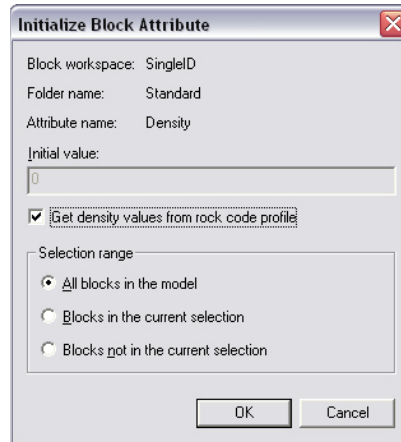 Initialize Block Attribute
Block workspace: SingleID
Folder name: Standard
Attribute name: Density
Initial value:
0
Get density values from rock code profile
Selection range
All blocks in the model
Blocks in the current selection
Blocks not in the current selection
OK Cancel